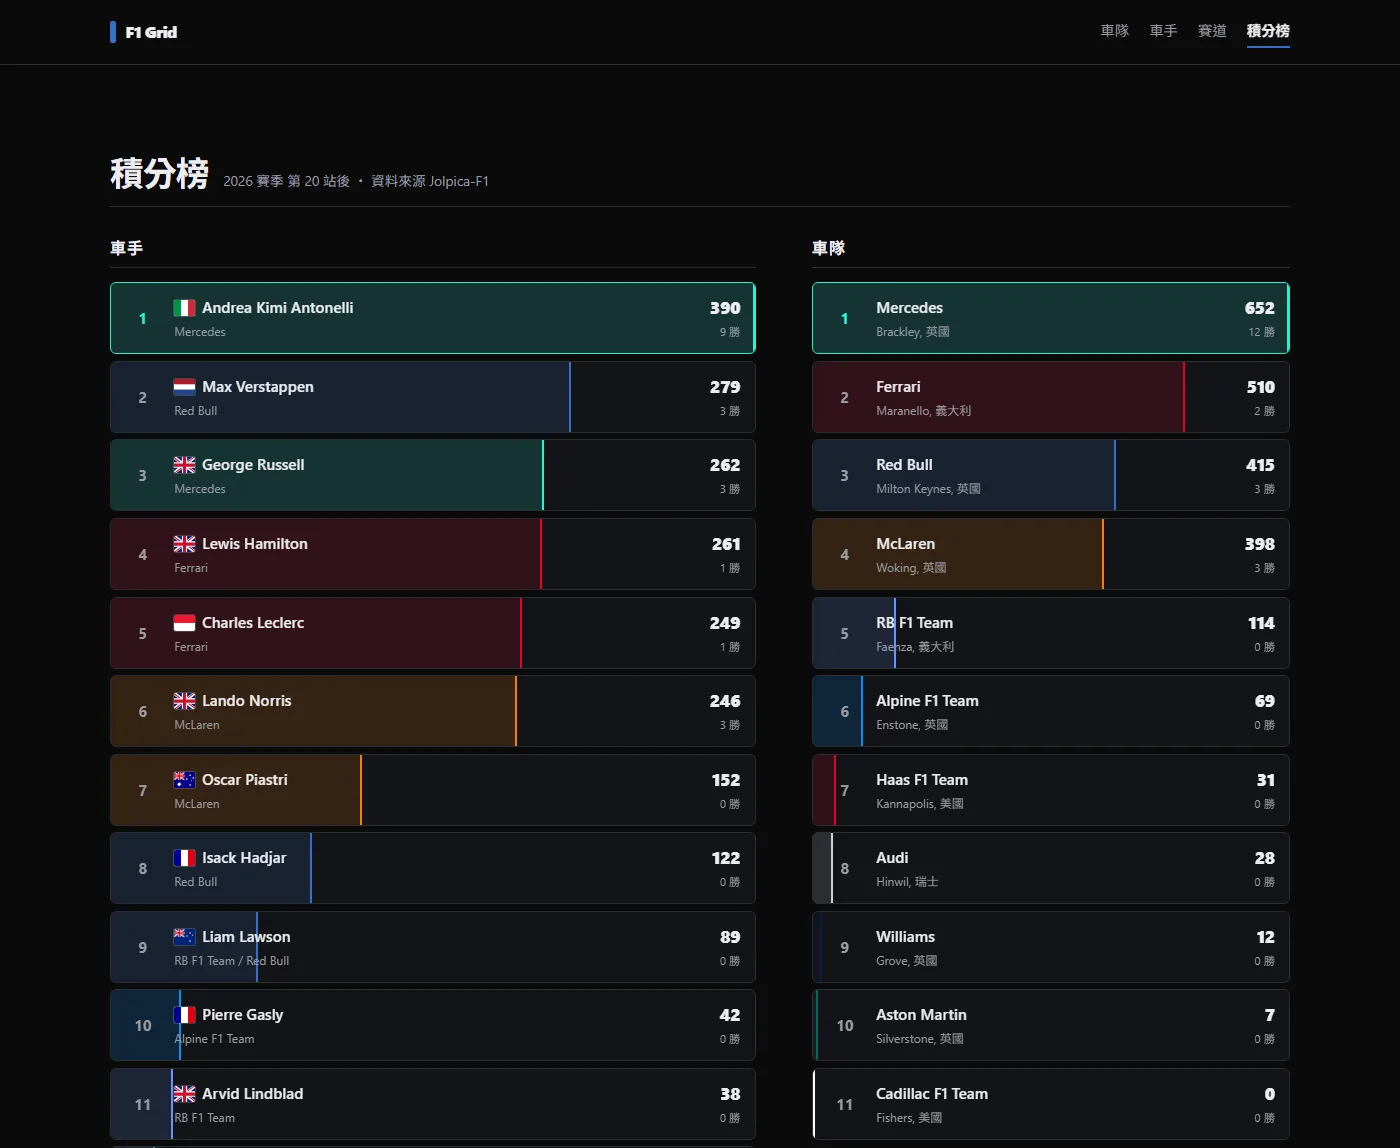 F1 Grid
車隊 車手 賽道 積分榜
積分榜 2026 賽季 第 20 站後 • 資料來源 Jolpica-F1
車手
1 Andrea Kimi Antonelli 390
Mercedes 9 勝
2 Max Verstappen 279
Red Bull 3 勝
3 George Russell 262
Mercedes 3 勝
4 Lewis Hamilton 261
Ferrari 1 勝
5 Charles Leclerc 249
Ferrari 1 勝
6 Lando Norris 246
McLaren 3 勝
7 Oscar Piastri 152
McLaren 0 勝
8 Isack Hadjar 122
Red Bull 0 勝
9 Liam Lawson 89
RB F1 Team / Red Bull 0 勝
10 Pierre Gasly 42
Alpine F1 Team 0 勝
11 Arvid Lindblad 38
RB F1 Team 0 勝
車隊
1 Mercedes 652
Brackley, 英國 12 勝
2 Ferrari 510
Maranello, 義大利 2 勝
3 Red Bull 415
Milton Keynes, 英國 3 勝
4 McLaren 398
Woking, 英國 3 勝
5 RB F1 Team 114
Faenza, 義大利 0 勝
6 Alpine F1 Team 69
Enstone, 英國 0 勝
7 Haas F1 Team 31
Kannapolis, 美國 0 勝
8 Audi 28
Hinwil, 瑞士 0 勝
9 Williams 12
Grove, 英國 0 勝
10 Aston Martin 7
Silverstone, 英國 0 勝
11 Cadillac F1 Team 0
Fishers, 美國 0 勝